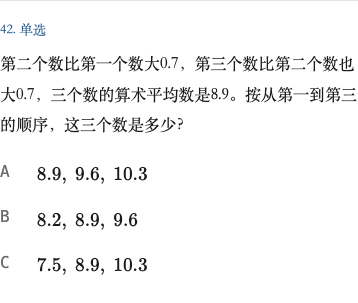 42. 单选
第二个数比第一个数大0.7，第三个数比第二个数也
大0.7，三个数的算术平均数是8.9。按从第一到第三
的顺序，这三个数是多少?
A 8.9, 9.6, 10.3
B 8.2, 8.9, 9.6
C 7.5, 8.9, 10.3